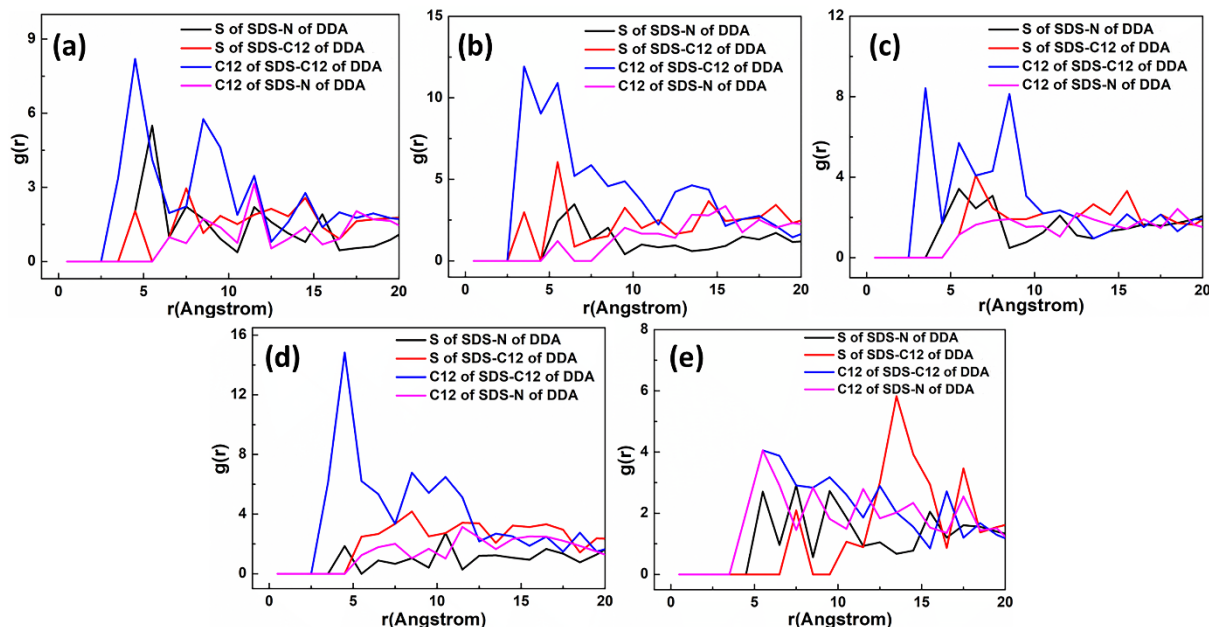 (a)
S of SDS-N of DDA
S of SDS-C12 of DDA
C12 of SDS-C12 of DDA
C12 of SDS-N of DDA
g(r)
9
6
3
0
0 5 10 15 20
r(Angstrom)
(b)
S of SDS-N of DDA
S of SDS-C12 of DDA
C12 of SDS-C12 of DDA
C12 of SDS-N of DDA
g(r)
15
10
5
0
0 5 10 15 20
r(Angstrom)
(c)
S of SDS-N of DDA
S of SDS-C12 of DDA
C12 of SDS-C12 of DDA
C12 of SDS-N of DDA
g(r)
12
8
4
0
0 5 10 15 20
r(Angstrom)
(d)
S of SDS-N of DDA
S of SDS-C12 of DDA
C12 of SDS-C12 of DDA
C12 of SDS-N of DDA
g(r)
16
12
8
4
0
0 5 10 15 20
r(Angstrom)
(e)
S of SDS-N of DDA
S of SDS-C12 of DDA
C12 of SDS-C12 of DDA
C12 of SDS-N of DDA
g(r)
8
6
4
2
0
0 5 10 15 20
r(Angstrom)